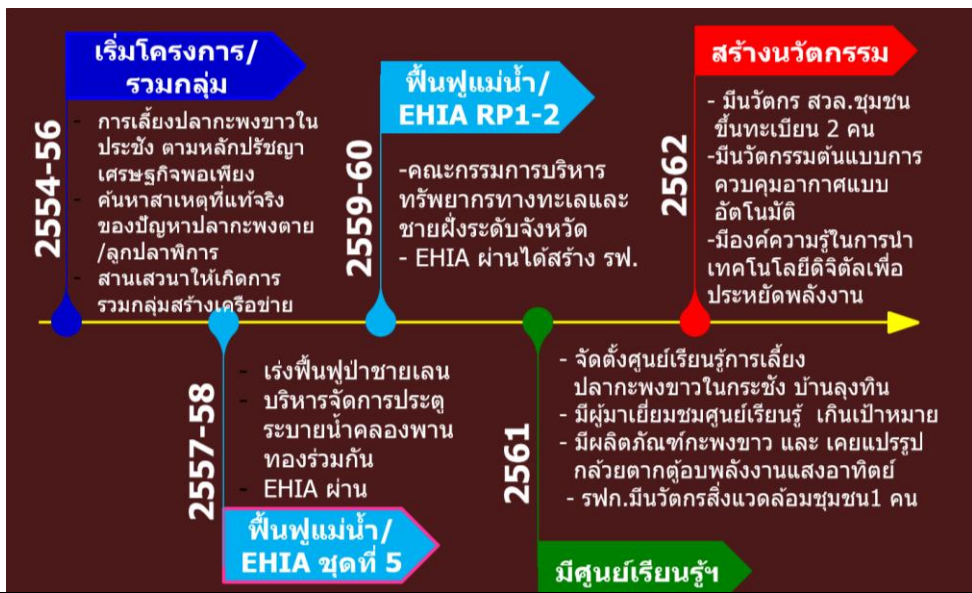 เริ่มโครงการ/
รวมกลุ่ม
2554-56
- การเลี้ยงปลากะพงขาวใน
ประชัง ตามหลักปรัชญา
เศรษฐกิจพอเพียง
- ค้นหาสาเหตุที่แท้จริง
ของปัญหาปลากะพงตาย
/ลูกปลาพิการ
- สานเสวนาให้เกิดการ
รวมกลุ่มสร้างเครือข่าย
2557-58
- เร่งฟื้นฟูป่าชายเลน
- บริหารจัดการประตู
ระบายน้ำคลองพาน
ทองร่วมกัน
- EHIA ผ่าน
ฟื้นฟูแม่น้ำ/
EHIA ชุดที่ 5
ฟื้นฟูแม่น้ำ/
EHIA RP1-2
2559-60
-คณะกรรมการบริหาร
ทรัพยากรทางทะเลและ
ชายฝั่งระดับจังหวัด
- EHIA ผ่านได้สร้าง รฟ.
2561
- จัดตั้งศูนย์เรียนรู้การเลี้ยง
ปลากะพงขาวในกระชัง บ้านลุงทิน
- มีผู้มาเยี่ยมชมศูนย์เรียนรู้ เกินเป้าหมาย
- มีผลิตภัณฑ์กะพงขาว และ เคยแปรรูป
กล้วยตากตู้อบพลังงานแสงอาทิตย์
- รฟก.มีนวัตกรสิ่งแวดล้อมชุมชน1 คน
มีศูนย์เรียนรู้ฯ
สร้างนวัตกรรม
2562
- มีนวัตกร สวล.ชุมชน
ขึ้นทะเบียน 2 คน
-มีนวัตกรรมต้นแบบการ
ควบคุมอากาศแบบ
อัตโนมัติ
-มีองค์ความรู้ในการนำ
เทคโนโลยีดิจิตัลเพื่อ
ประหยัดพลังงาน